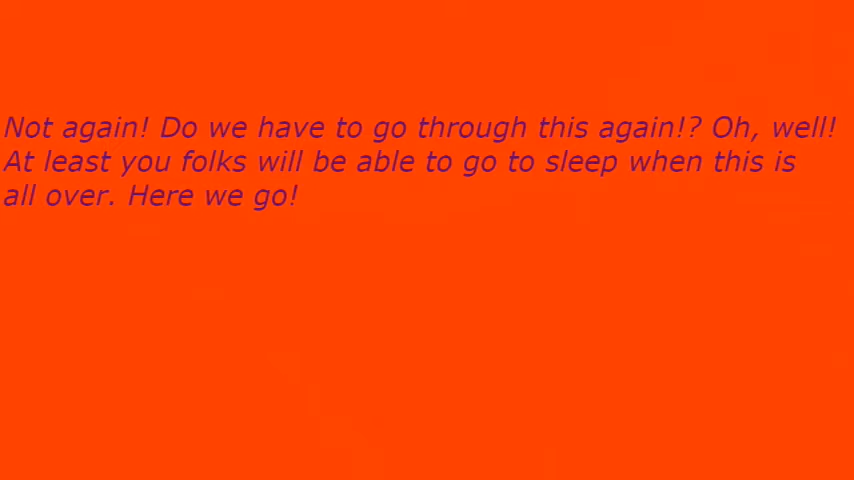 Not again! Do we have to go through this again!? Oh, well!
At least you folks will be able to go to sleep when this is
all over. Here we go!